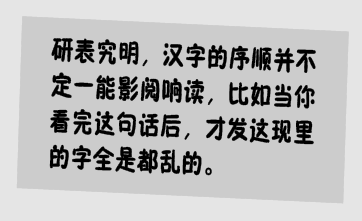 研表究明，汉字的序顺并不
定一能影阅响读，比如当你
看完这句话后，才发这现里
的字全是都乱的。